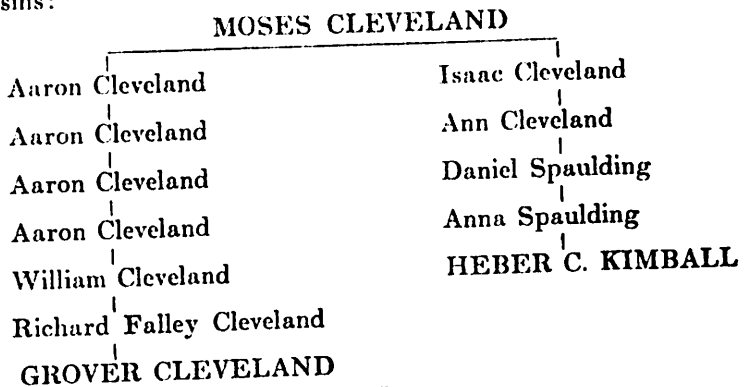 MOSES CLEVELAND
Aaron Cleveland
Aaron Cleveland
Aaron Cleveland
Aaron Cleveland
William Cleveland
Richard Falley Cleveland
GROVER CLEVELAND
Isaac Cleveland
Ann Cleveland
Daniel Spaulding
Anna Spaulding
HEBER C. KIMBALL